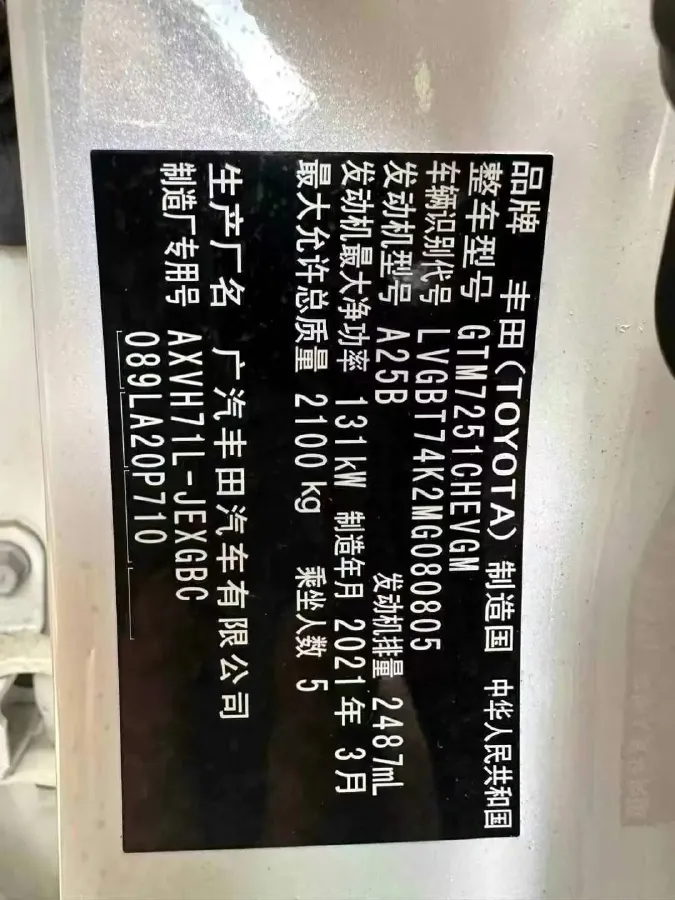 品牌 丰田(TOYOTA) 制造国 中华人民共和国
整车型号 GTM7251CHEVGM
车辆识别代号 LVGBT74K2MG080805
发动机型号 A25B 发动机排量 2487mL
发动机最大净功率 131kW 制造年月 2021年 3月
最大允许总质量 2100 kg 乘坐人数 5
生产厂名 广汽丰田汽车有限公司
制造厂专用号 AXVH71L-JEXGBC
089LA20P710